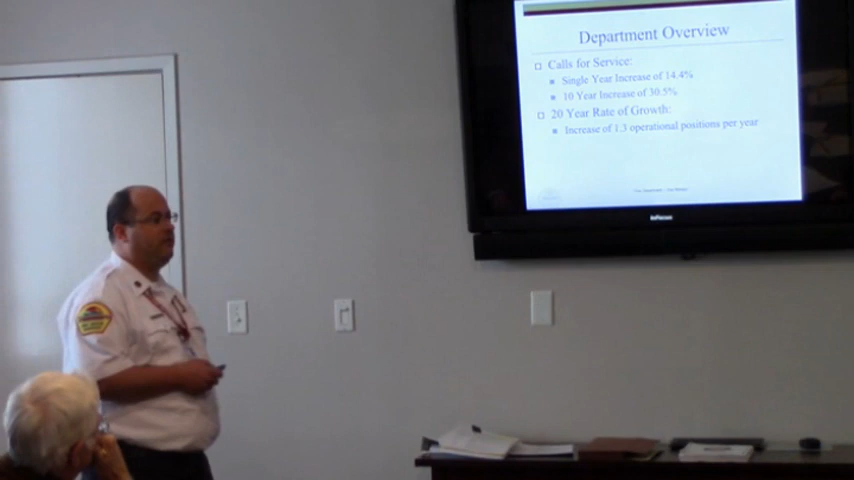 Department Overview
Calls for Service:
Single Year Increase of 14.4%
10 Year Increase of 30.5%
20 Year Rate of Growth:
Increase of 1.3 operational positions per year
InFocus